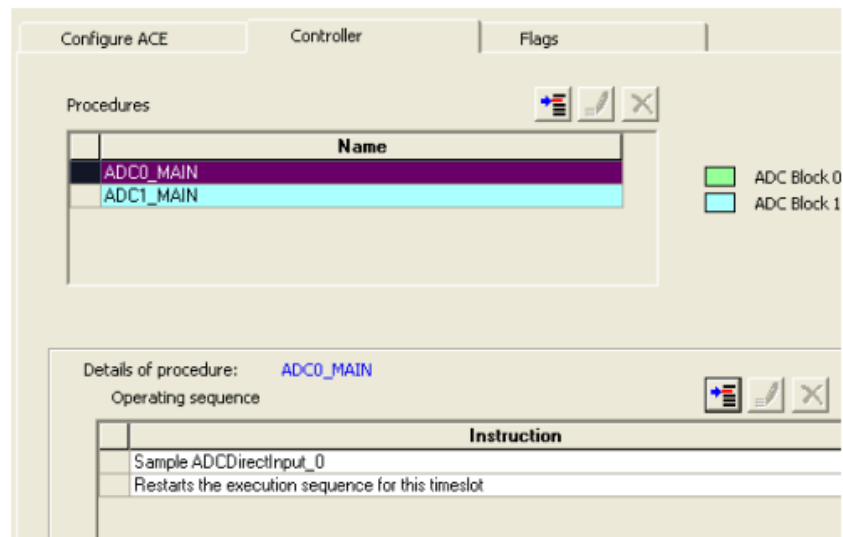 Configure ACE Controller Flags
Procedures
Name
ADC0_MAIN
ADC1_MAIN
ADC Block 0
ADC Block 1
Details of procedure: ADC0_MAIN
Operating sequence
Instruction
Sample ADCDirectInput_0
Restarts the execution sequence for this timeslot